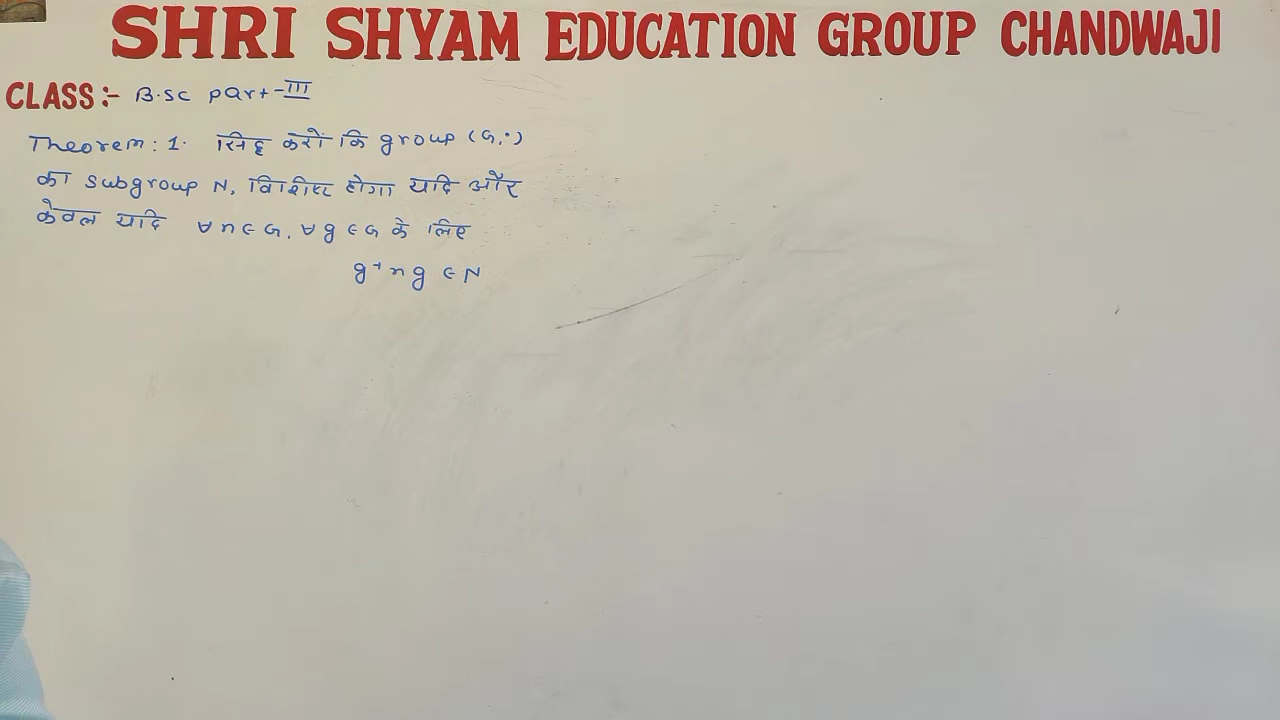 SHRI SHYAM EDUCATION GROUP CHANDWAJI
CLASS:- B.SC part-III
Theorem: 1. सिद्ध करो कि group (G,•)
का subgroup N, विशिष्ट होगा यदि और
केवल यदि ∀n∈G, ∀g∈G के लिए
g⁻¹ng ∈N